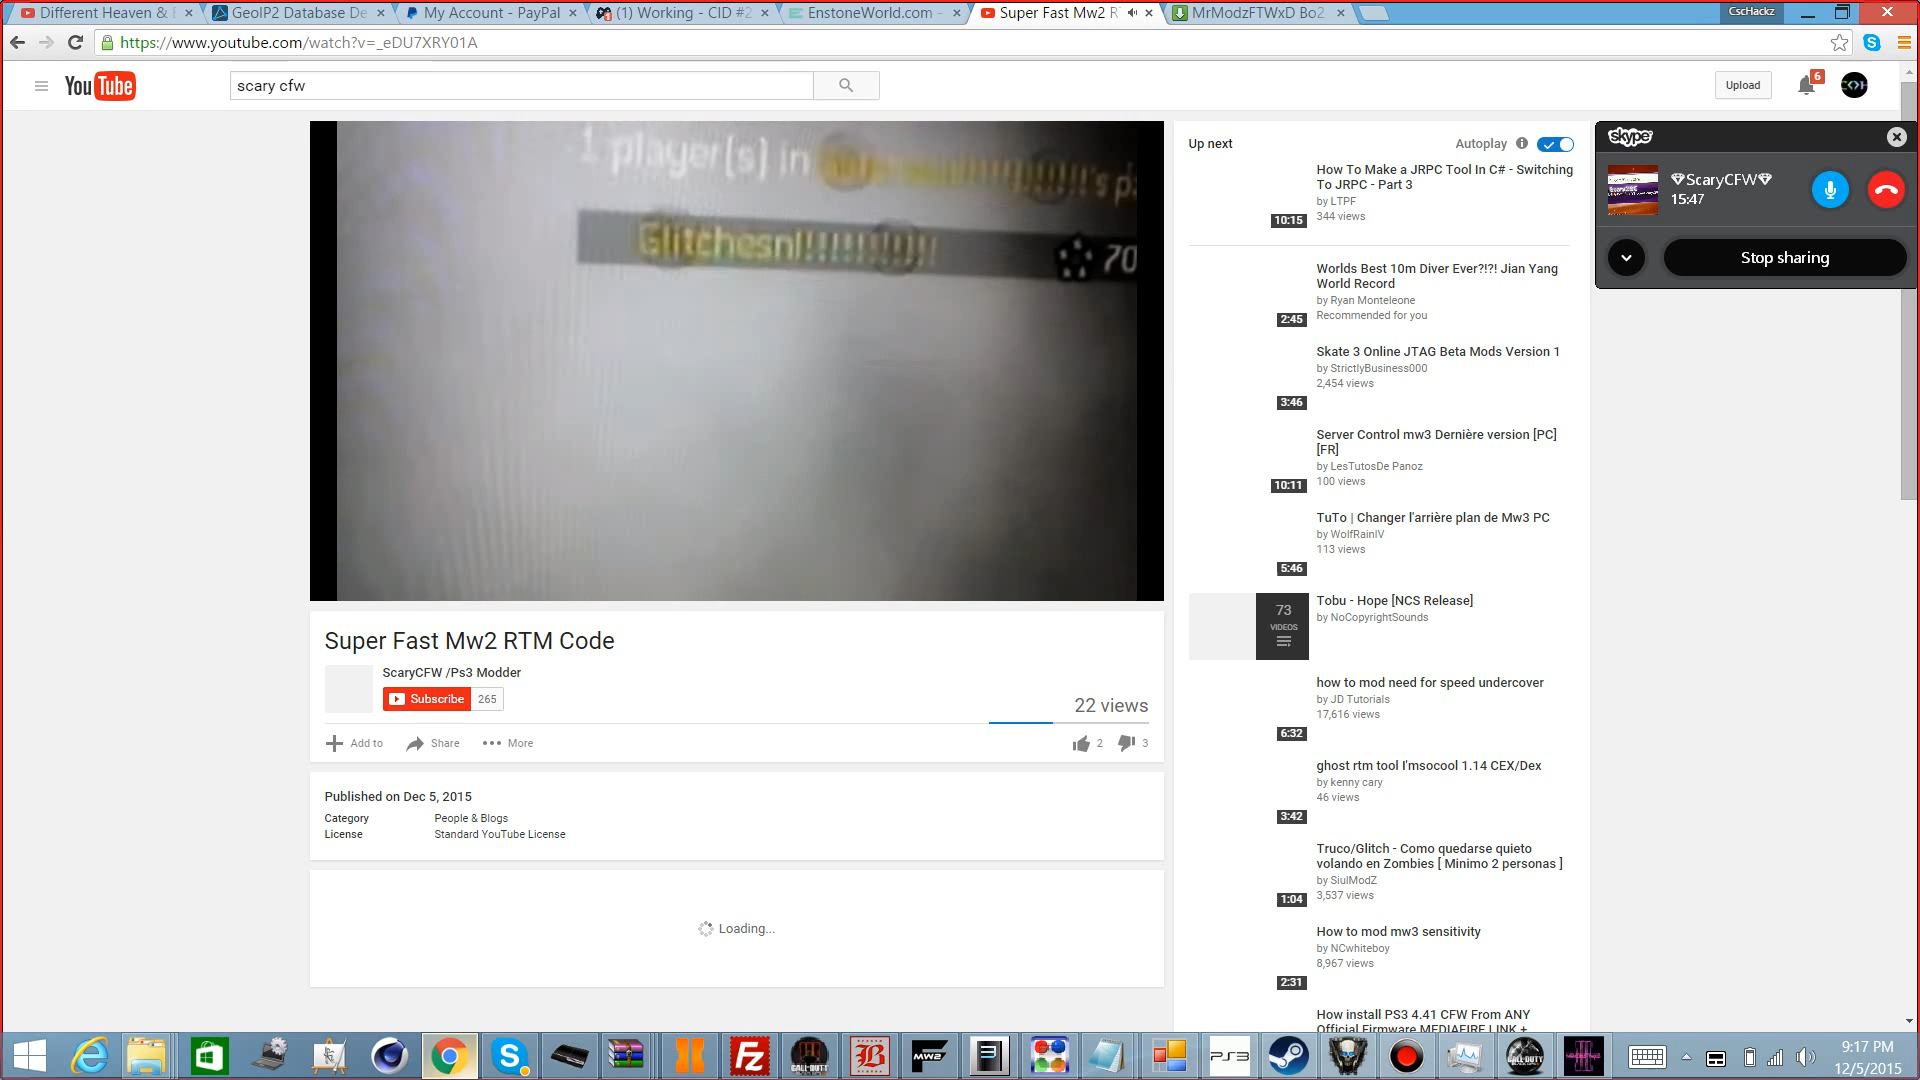 Different Heaven &
GeoIP2 Database De
My Account - PayPal
(1) Working - CID #2
EnstoneWorld.com -
Super Fast Mw2 R
MrModzFTWxD Bo2
CscHackz
https://www.youtube.com/watch?v=_eDU7XRY01A
YouTube
scary cfw
Upload
6
1 player(s) in
Glitchesnl!!!!!!!!!!
70
Super Fast Mw2 RTM Code
ScaryCFW /Ps3 Modder
Subscribe 265
22 views
Add to
Share
More
2
3
Published on Dec 5, 2015
Category People & Blogs
License Standard YouTube License
Loading...
Up next
Autoplay
How To Make a JRPC Tool In C# - Switching
To JRPC - Part 3
by LTPF
344 views
10:15
Worlds Best 10m Diver Ever?!?! Jian Yang
World Record
by Ryan Monteleone
Recommended for you
2:45
Skate 3 Online JTAG Beta Mods Version 1
by StrictlyBusiness000
2,454 views
3:46
Server Control mw3 Dernière version [PC]
[FR]
by LesTutosDe Panoz
100 views
10:11
TuTo | Changer l'arrière plan de Mw3 PC
by WolfRainIV
113 views
5:46
73
VIDEOS
Tobu - Hope [NCS Release]
by NoCopyrightSounds
how to mod need for speed undercover
by JD Tutorials
17,616 views
6:32
ghost rtm tool I'msocool 1.14 CEX/Dex
by kenny cary
46 views
3:42
Truco/Glitch - Como quedarse quieto
volando en Zombies [ Minimo 2 personas ]
by SiulModZ
3,537 views
1:04
How to mod mw3 sensitivity
by NCwhiteboy
8,967 views
2:31
How install PS3 4.41 CFW From ANY
Official Firmware MEDIAFIRE LINK +
skype
ScaryCFW
15:47
Stop sharing
MW2
PS3
9:17 PM
12/5/2015